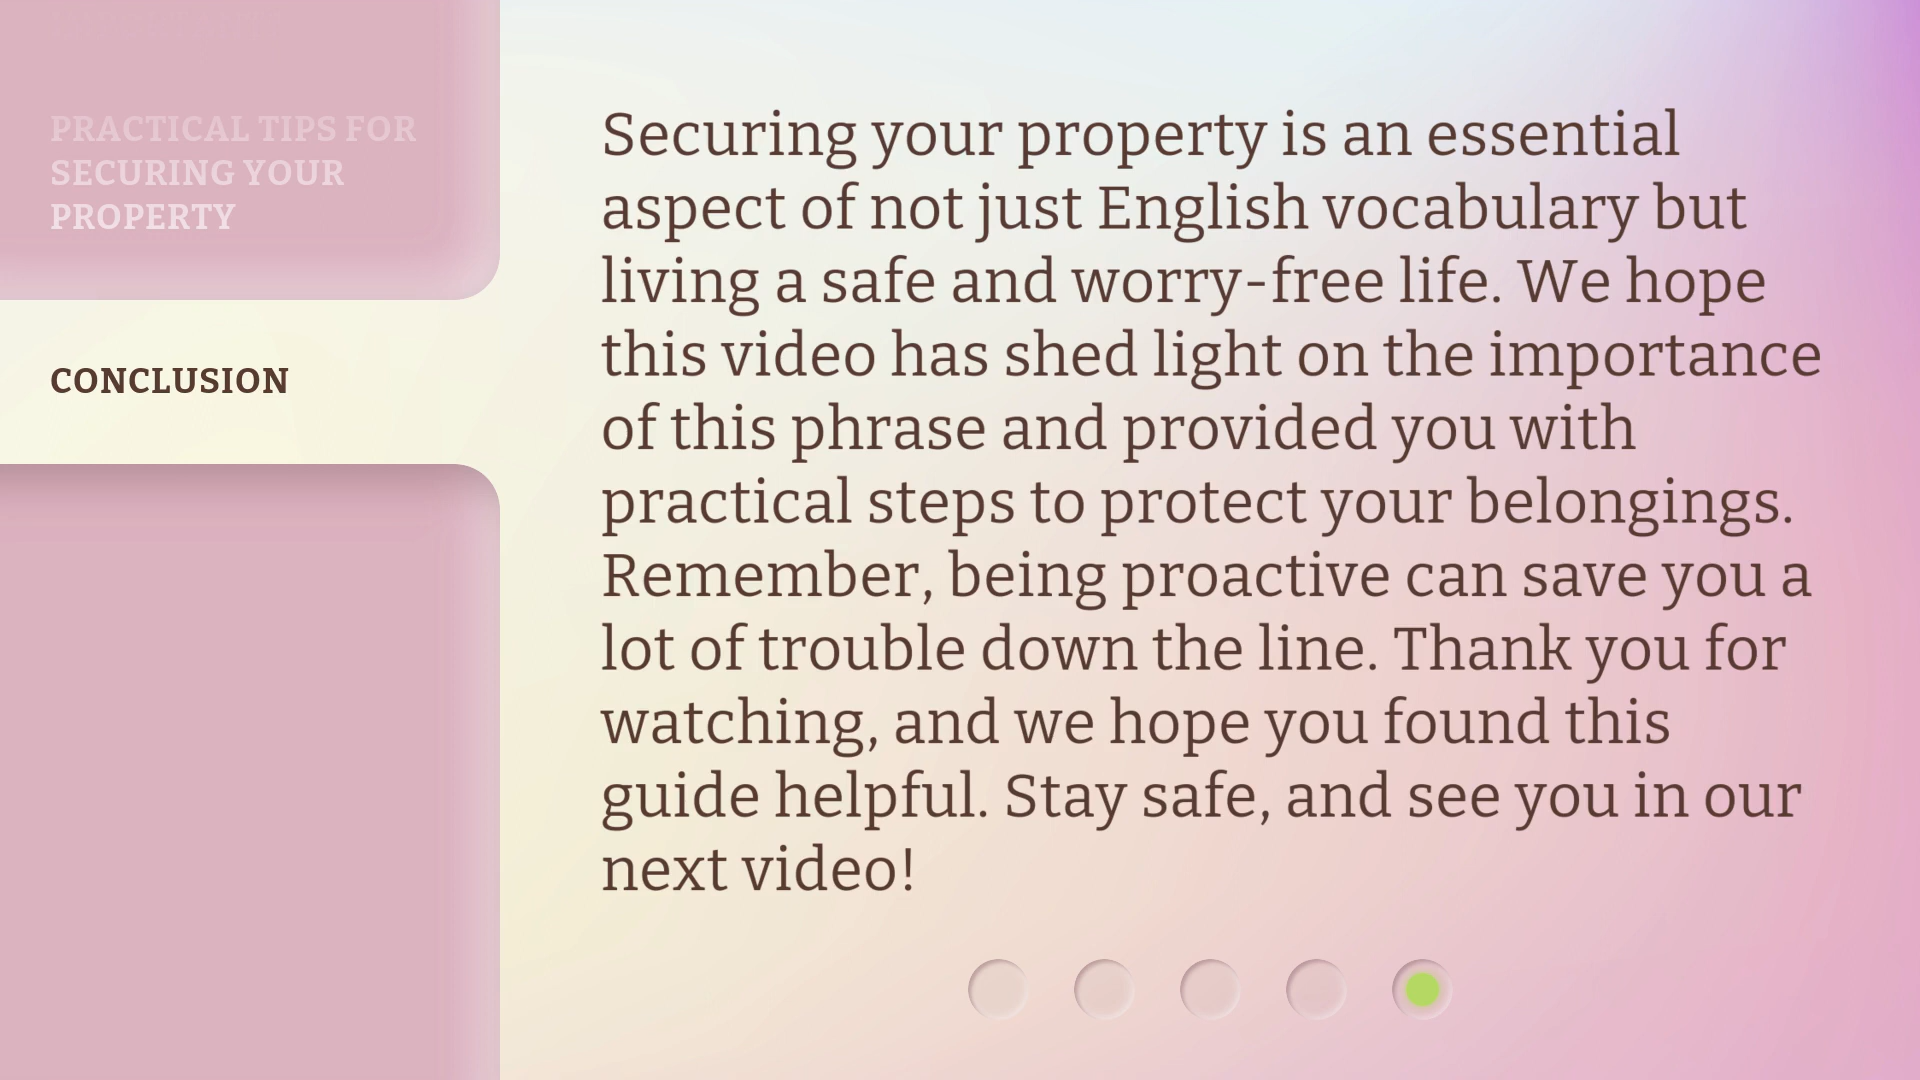 PRACTICAL TIPS FOR
SECURING YOUR
PROPERTY
CONCLUSION
Securing your property is an essential
aspect of not just English vocabulary but
living a safe and worry-free life. We hope
this video has shed light on the importance
of this phrase and provided you with
practical steps to protect your belongings.
Remember, being proactive can save you a
lot of trouble down the line. Thank you for
watching, and we hope you found this
guide helpful. Stay safe, and see you in our
next video!